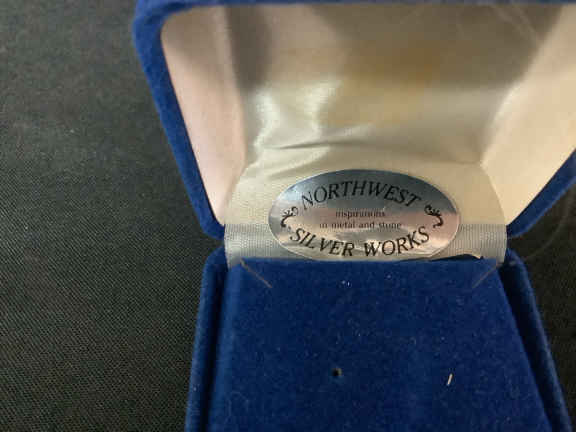 NORTHWEST
inspirations
in metal and stone
SILVER WORKS